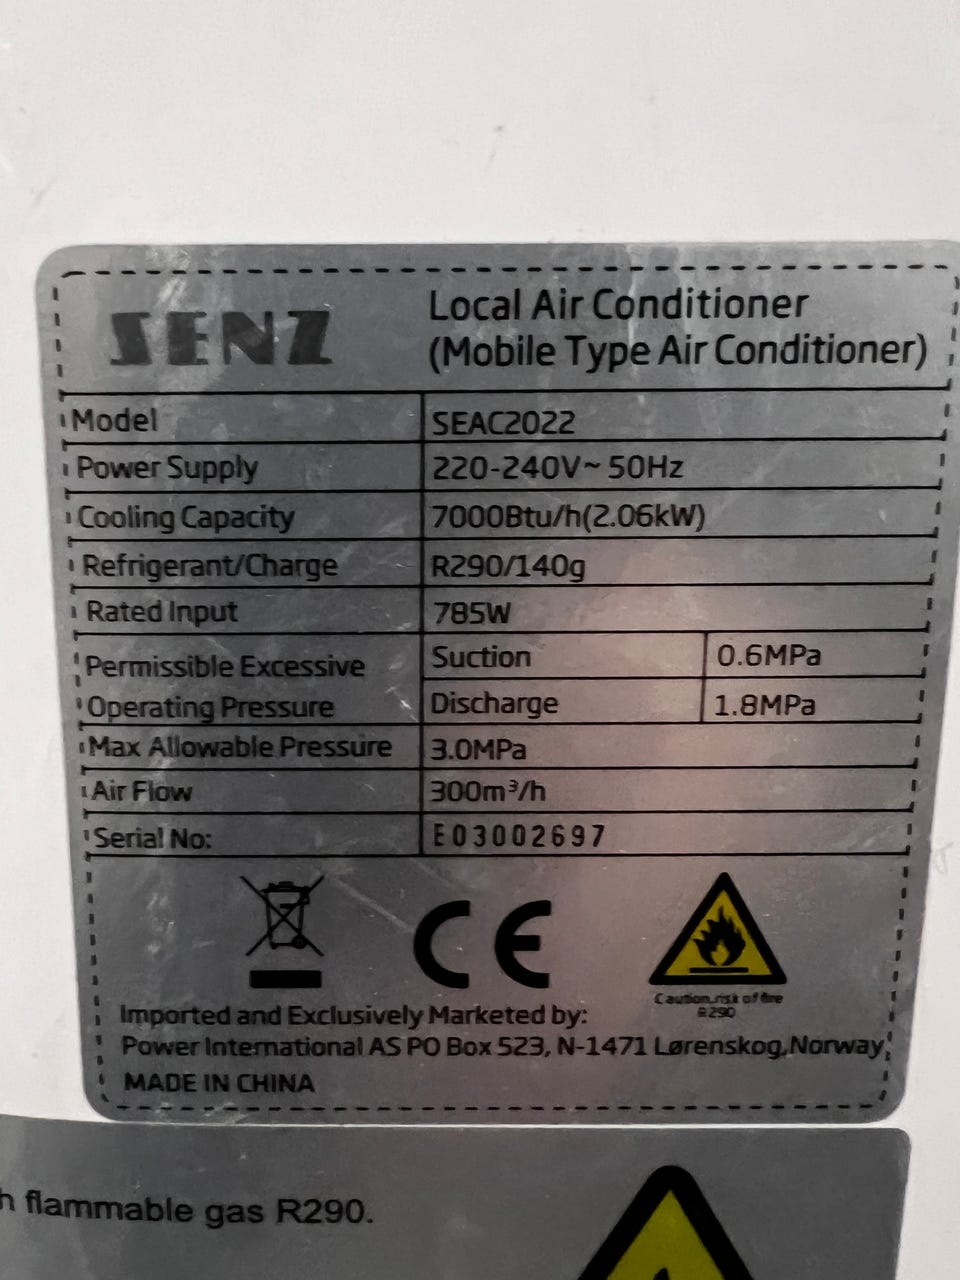 SENZ
Local Air Conditioner
(Mobile Type Air Conditioner)
Model SEAC2022
Power Supply 220-240V~ 50Hz
Cooling Capacity 7000Btu/h(2.06kW)
Refrigerant/Charge R290/140g
Rated Input 785W
Permissible Excessive
Operating Pressure
Suction 0.6MPa
Discharge 1.8MPa
Max Allowable Pressure 3.0MPa
Air Flow 300m³/h
Serial No: E03002697
CE
Caution,risk of fire
R290
Imported and Exclusively Marketed by:
Power International AS PO Box 523, N-1471 Lørenskog,Norway
MADE IN CHINA
flammable gas R290.